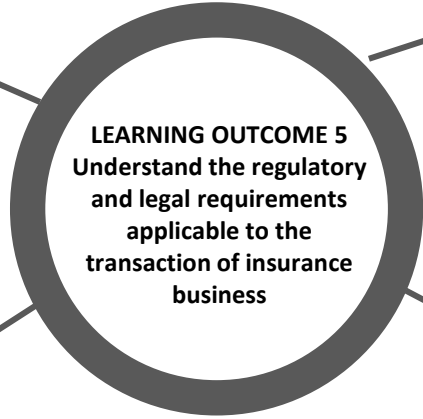 LEARNING OUTCOME 5
Understand the regulatory
and legal requirements
applicable to the
transaction of insurance
business